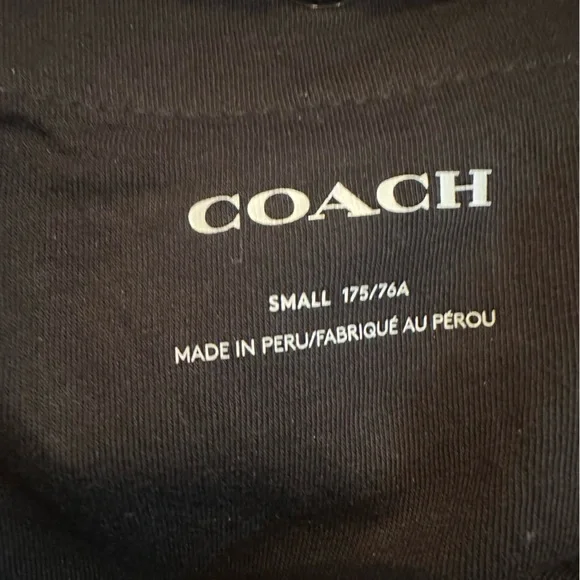 COACH
SMALL 175/76A
MADE IN PERU/FABRIQUÉ AU PÉROU